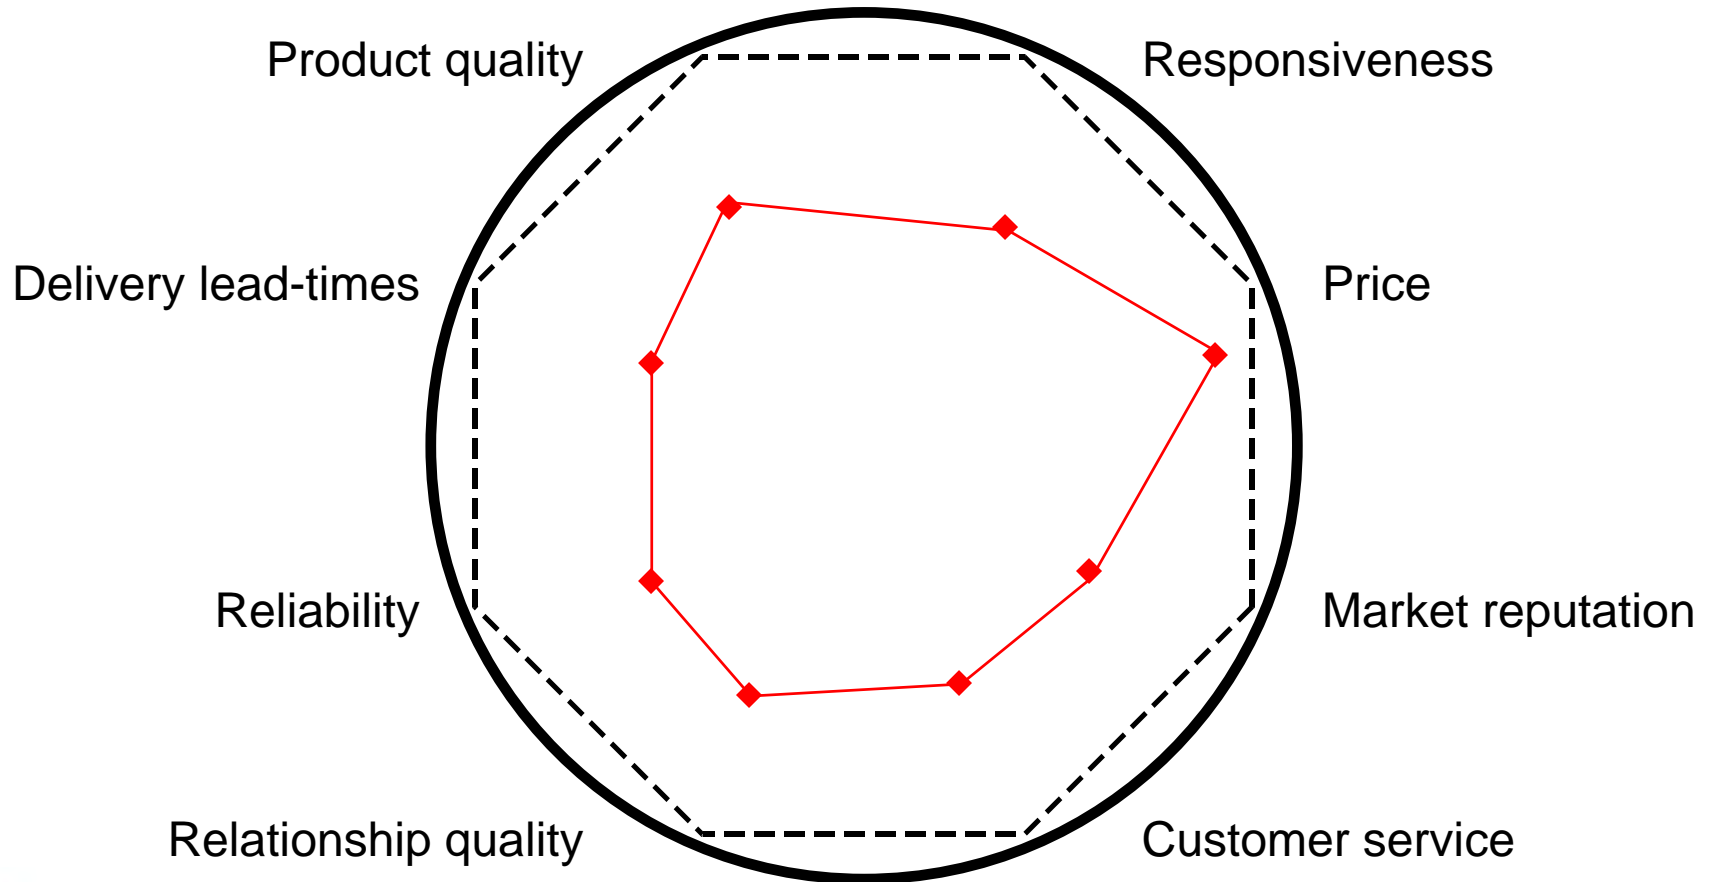 Product quality
Responsiveness
Delivery lead-times
Price
Reliability
Market reputation
Relationship quality
Customer service